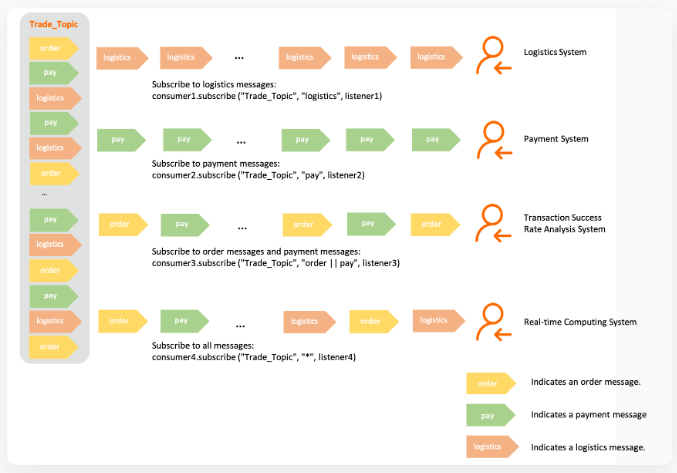 Trade_Topic
order
pay
logistics
pay
logistics
order
...
pay
logistics
order
pay
logistics
order
logistics logistics ... logistics logistics logistics
Logistics System
Subscribe to logistics messages:
consumer1.subscribe ("Trade_Topic", "logistics", listener1)
pay pay ... pay pay pay
Payment System
Subscribe to payment messages:
consumer2.subscribe ("Trade_Topic", "pay", listener2)
order pay ... order pay order
Transaction Success
Rate Analysis System
Subscribe to order messages and payment messages:
consumer3.subscribe ("Trade_Topic", "order || pay", listener3)
order pay ... logistics order logistics
Real-time Computing System
Subscribe to all messages:
consumer4.subscribe ("Trade_Topic", "*", listener4)
order Indicates an order message.
pay Indicates a payment message
logistics Indicates a logistics message.